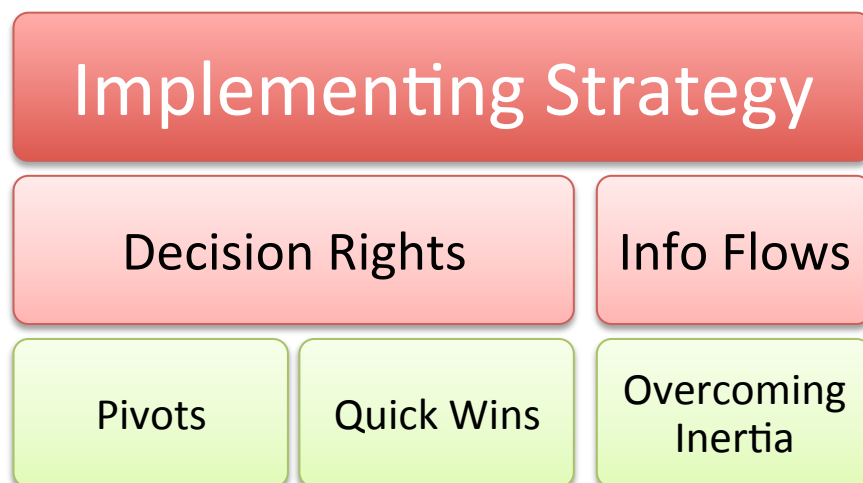 Implementing Strategy
Decision Rights
Info Flows
Pivots
Quick Wins
Overcoming
Inertia